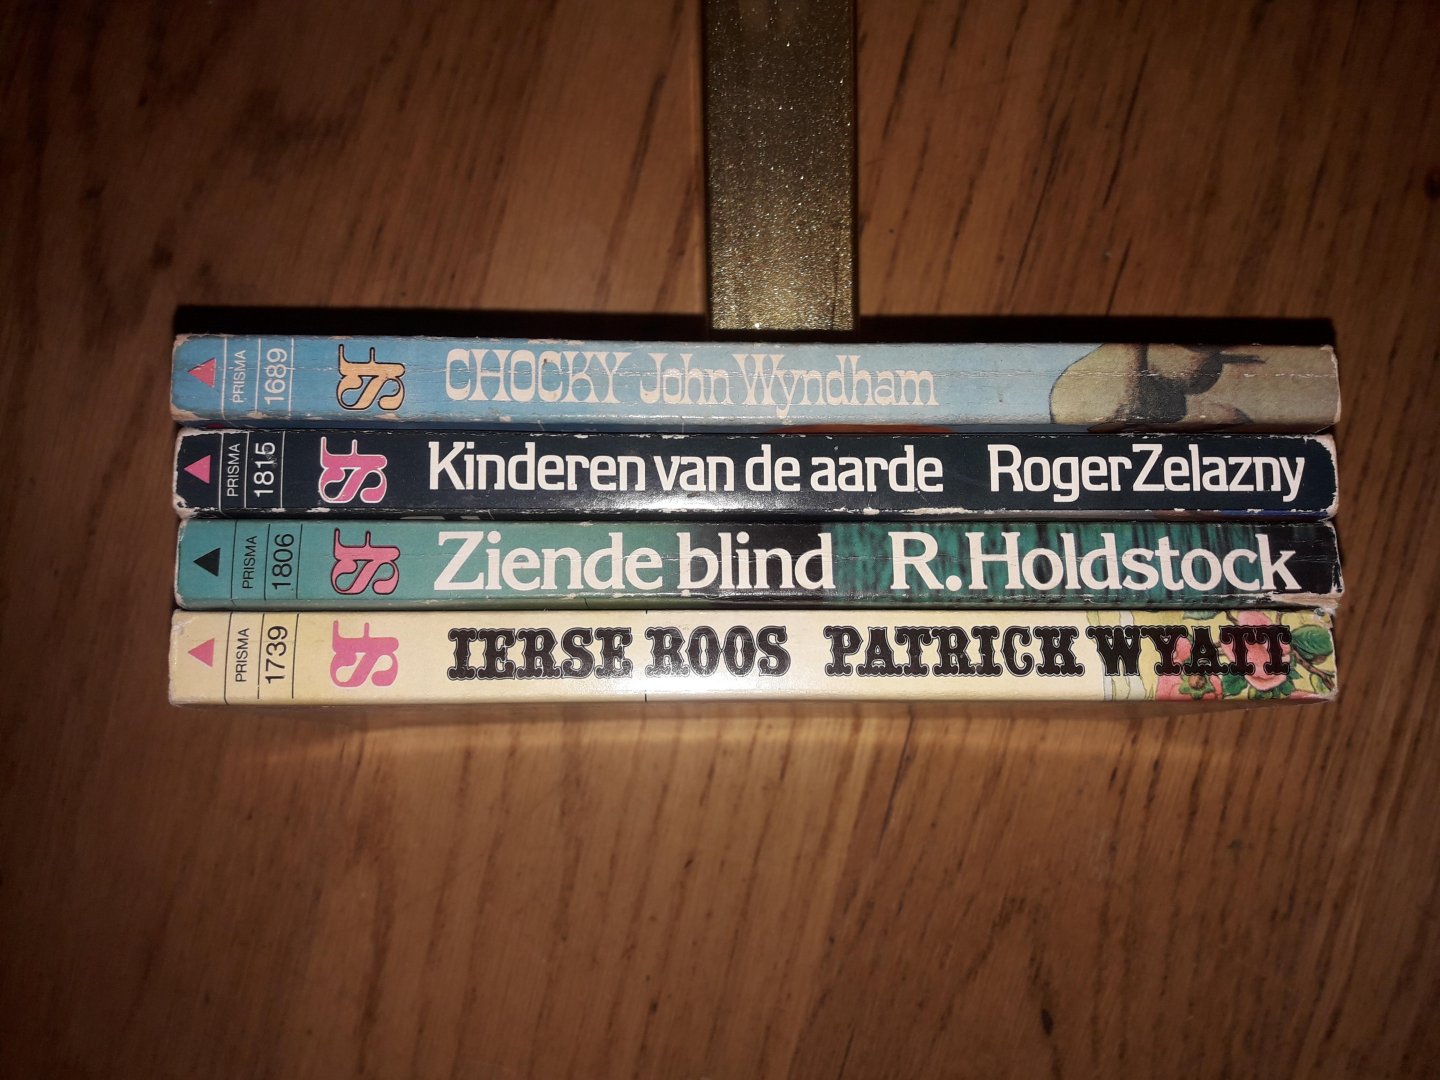 PRISMA 1689 SF CHOCKY John Wyndham
PRISMA 1815 SF Kinderen van de aarde Roger Zelazny
PRISMA 1806 SF Ziende blind R. Holdstock
PRISMA 1739 SF IERSE ROOS PATRICK WYATT